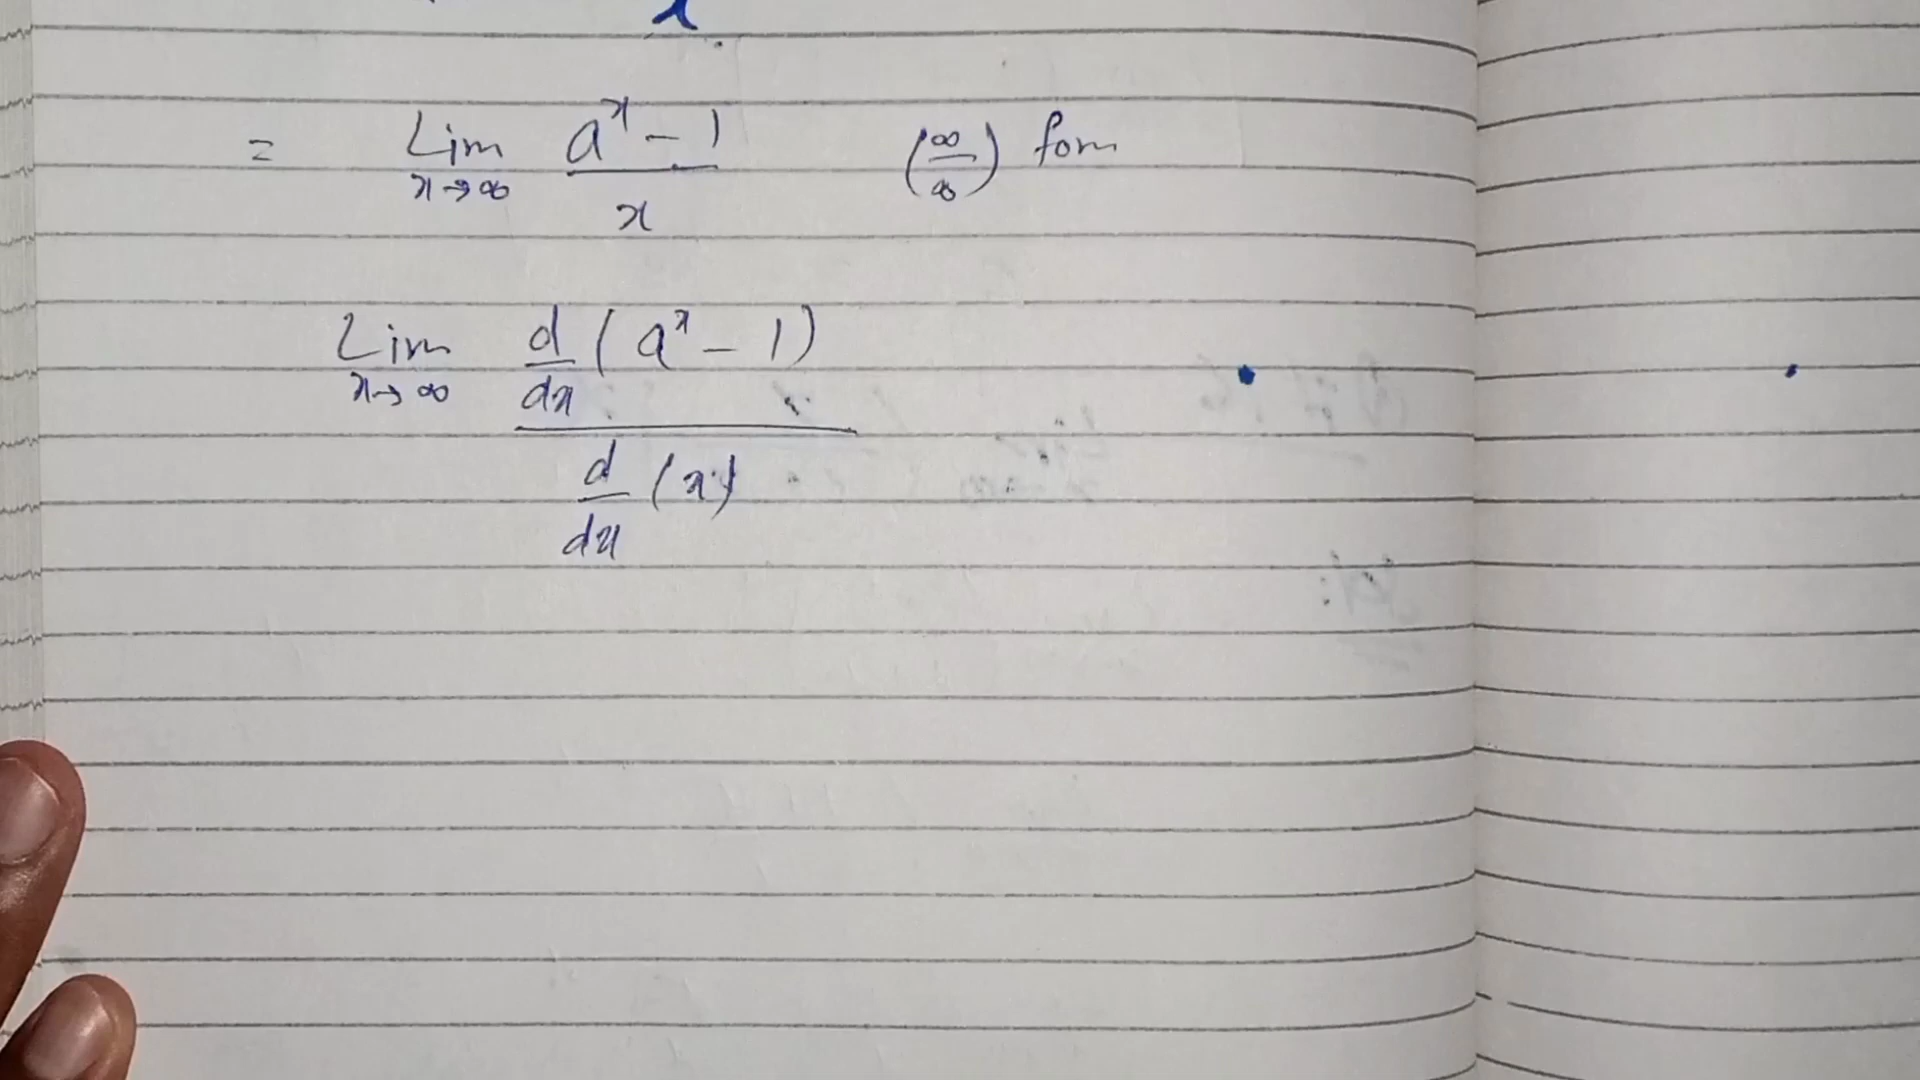 x
= Lim x→∞ a^x - 1 / x (∞/∞) form
Lim x→∞ d/dx (a^x - 1) / d/dx (x)